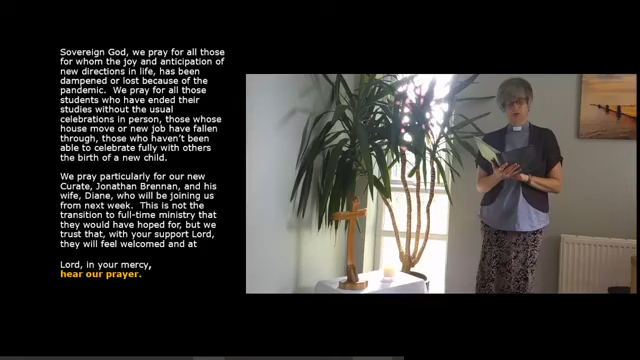 Sovereign God, we pray for all those
for whom the joy and anticipation of
new directions in life, has been
dampened or lost because of the
pandemic.  We pray for all those
students who have ended their
studies without the usual
celebrations in person, those whose
house move or new job have fallen
through, those who haven't been
able to celebrate fully with others
the birth of a new child.
We pray particularly for our new
Curate, Jonathan Brennan, and his
wife, Diane, who will be joining us
from next week.  This is not the
transition to full-time ministry that
they would have hoped for, but we
trust that, with your support Lord,
they will feel welcomed and at
Lord, in your mercy,
hear our prayer.